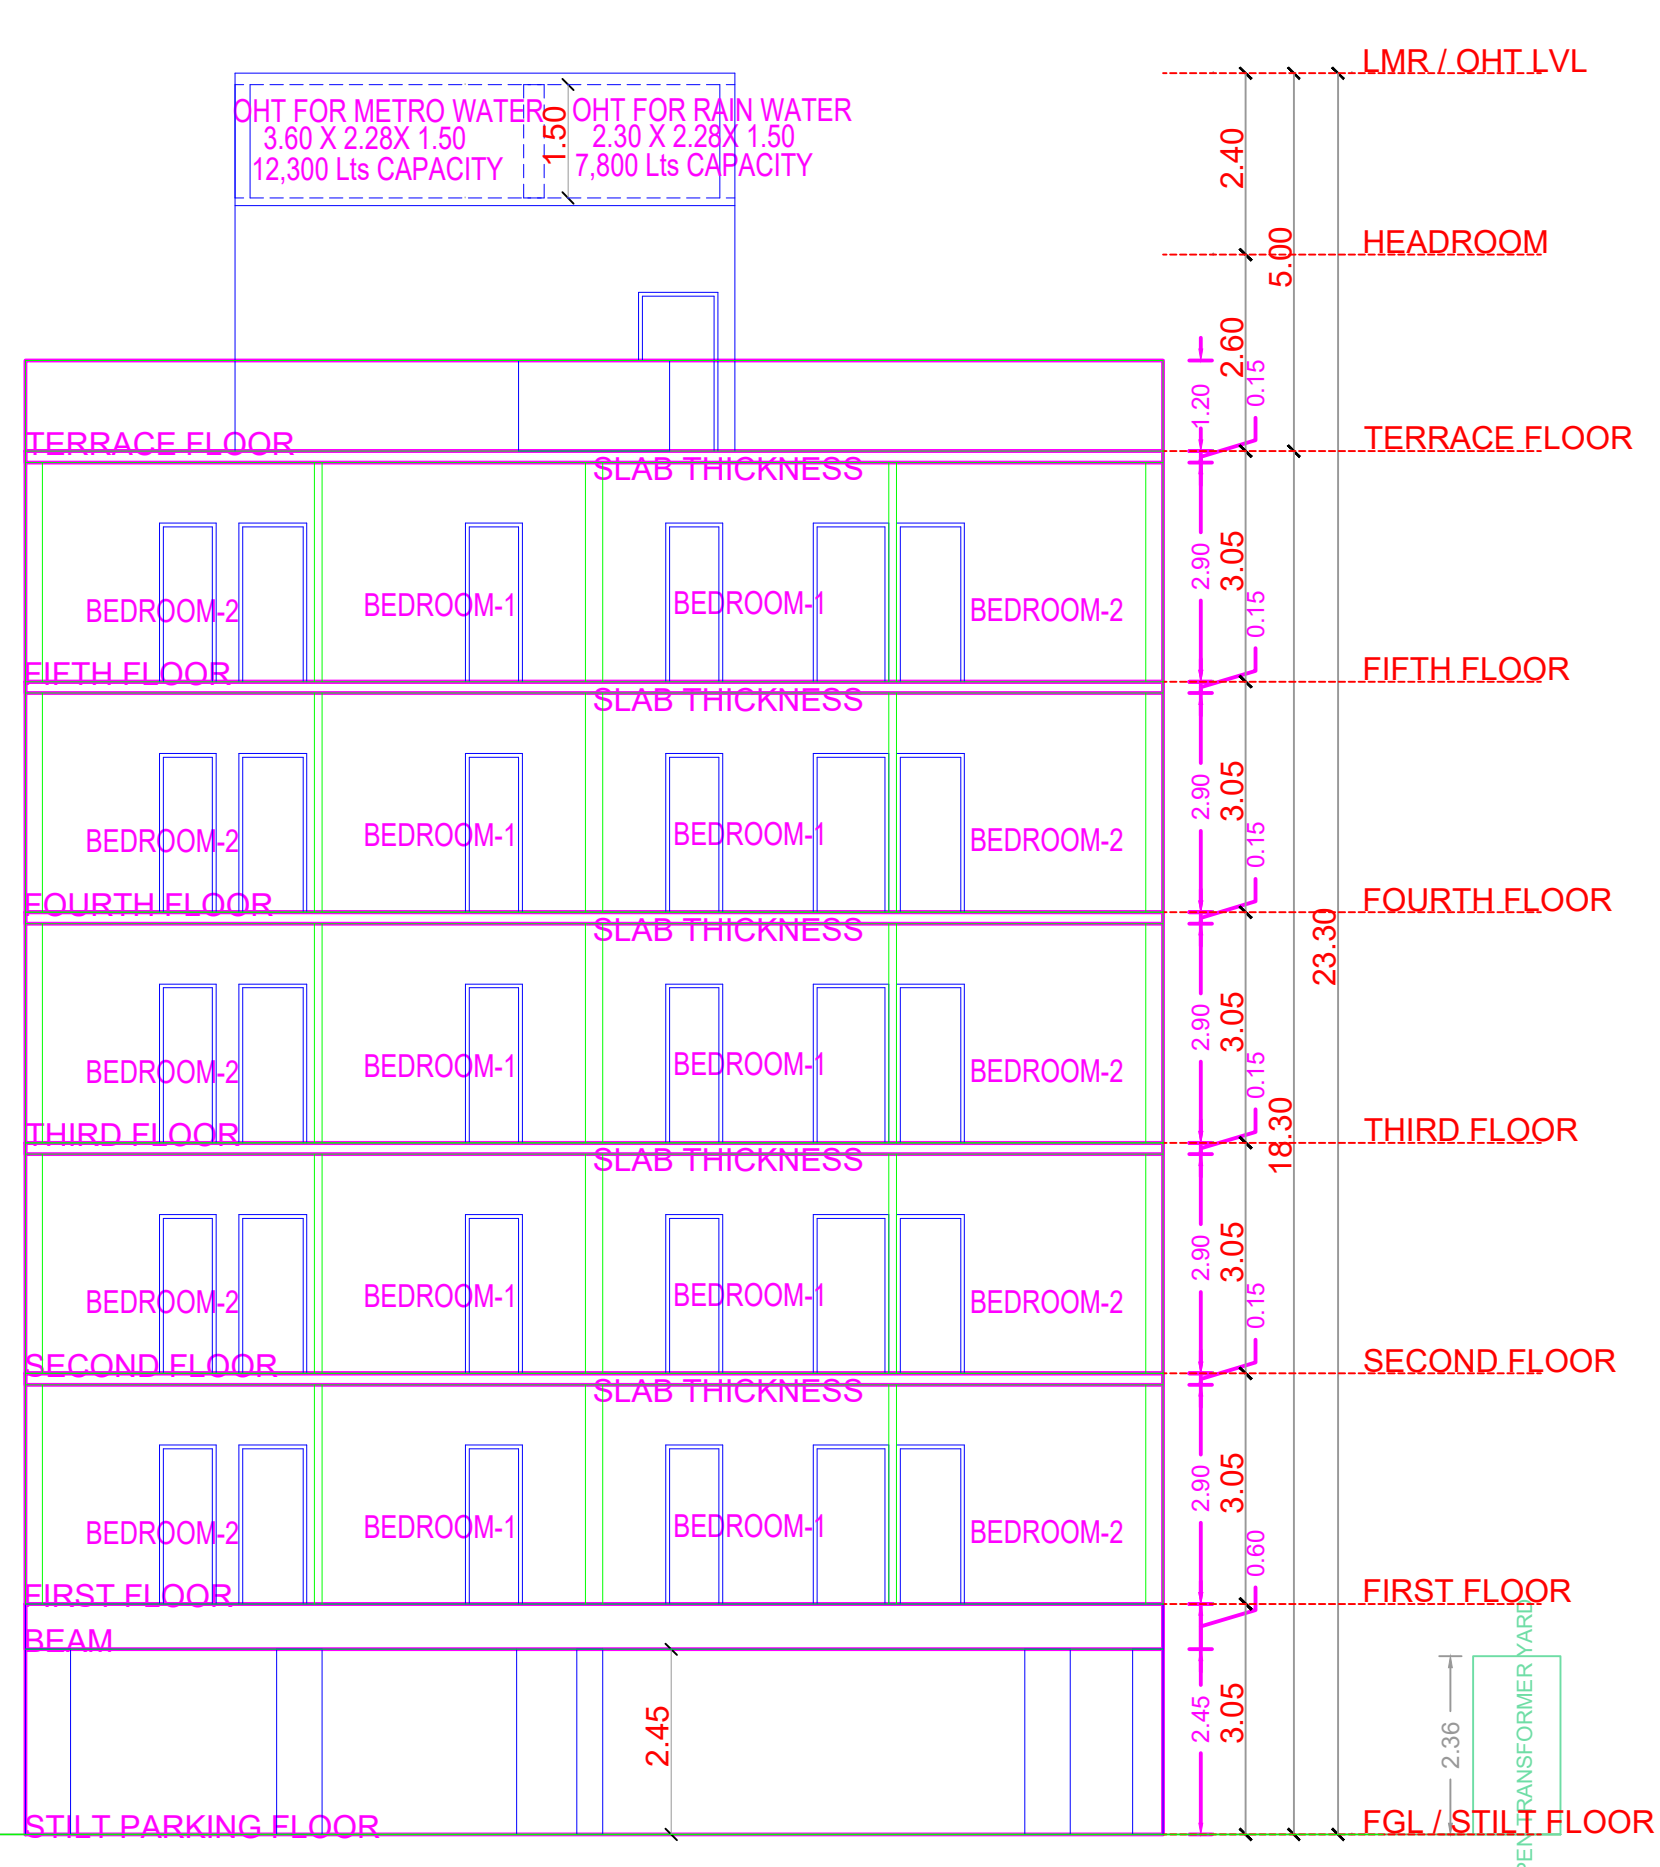 LMR / OHT LVL
OHT FOR METRO WATER
3.60 X 2.28X 1.50
12,300 Lts CAPACITY
1.50
OHT FOR RAIN WATER
2.30 X 2.28X 1.50
7,800 Lts CAPACITY
2.40
HEADROOM
5.00
2.60
1.20
0.15
TERRACE FLOOR
TERRACE FLOOR
SLAB THICKNESS
BEDROOM-2
BEDROOM-1
BEDROOM-1
BEDROOM-2
2.90
3.05
0.15
FIFTH FLOOR
FIFTH FLOOR
SLAB THICKNESS
BEDROOM-2
BEDROOM-1
BEDROOM-1
BEDROOM-2
2.90
3.05
0.15
FOURTH FLOOR
FOURTH FLOOR
SLAB THICKNESS
23.30
BEDROOM-2
BEDROOM-1
BEDROOM-1
BEDROOM-2
2.90
3.05
0.15
THIRD FLOOR
THIRD FLOOR
18.30
SLAB THICKNESS
BEDROOM-2
BEDROOM-1
BEDROOM-1
BEDROOM-2
2.90
3.05
0.15
SECOND FLOOR
SECOND FLOOR
SLAB THICKNESS
BEDROOM-2
BEDROOM-1
BEDROOM-1
BEDROOM-2
2.90
3.05
0.60
FIRST FLOOR
FIRST FLOOR
BEAM
2.45
2.45
3.05
2.36
TRANSFORMER YARD
STILT PARKING FLOOR
FGL / STILT FLOOR